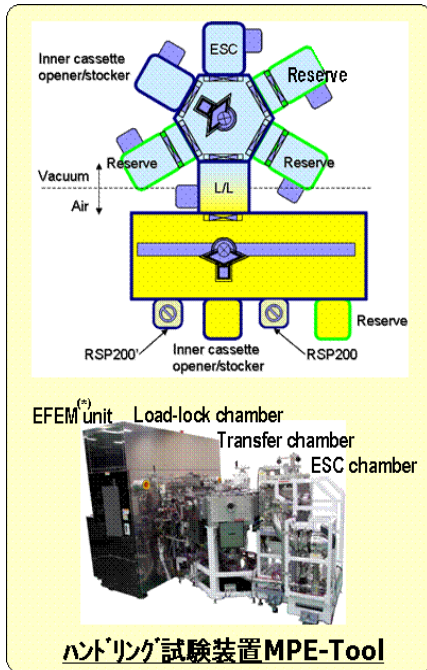 ESC
Inner cassette
opener/stocker
Reserve
Reserve
Reserve
Vacuum
Air
L/L
Reserve
RSP200'
Inner cassette
opener/stocker
RSP200
EFEM(*)unit
Load-lock chamber
Transfer chamber
ESC chamber
ハンドリング試験装置MPE-Tool